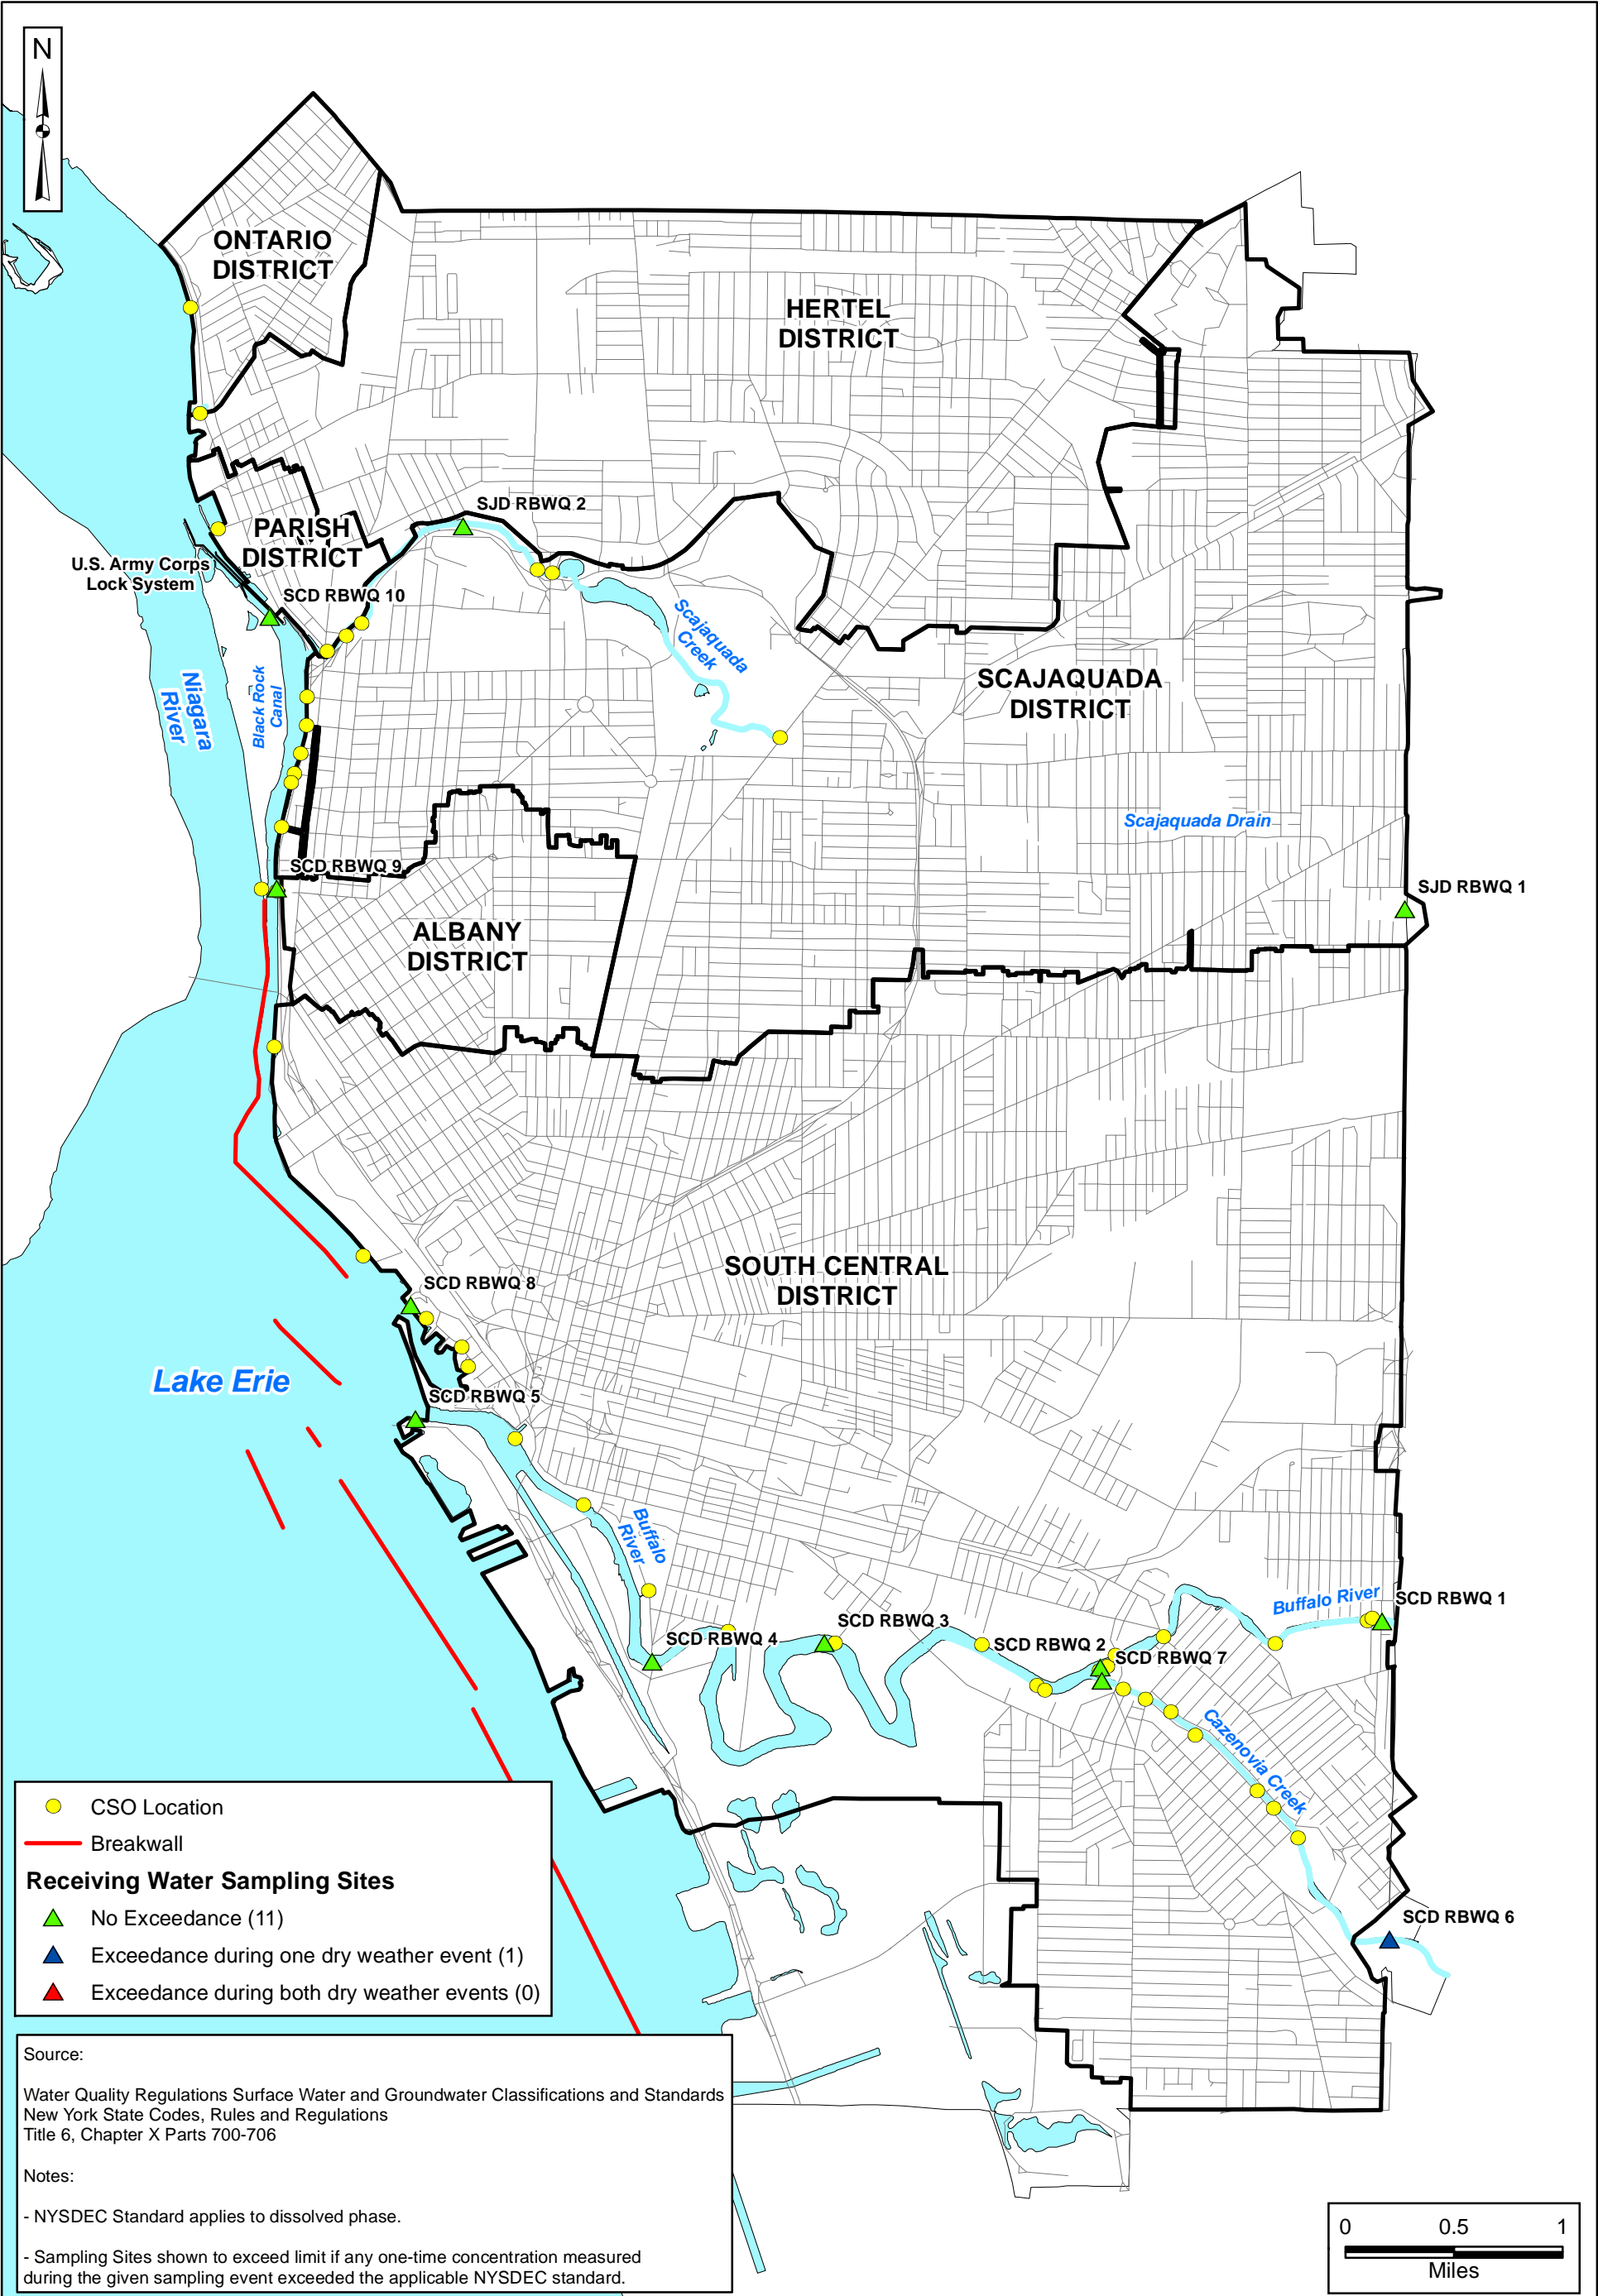 N
ONTARIO
DISTRICT
HERTEL
DISTRICT
SJD RBWQ 2
PARISH
DISTRICT
U.S. Army Corps
Lock System
SCD RBWQ 10
Scajaquada
Creek
Niagara
River
Black Rock
Canal
SCAJAQUADA
DISTRICT
Scajaquada Drain
SCD RBWQ 9
SJD RBWQ 1
ALBANY
DISTRICT
SOUTH CENTRAL
DISTRICT
SCD RBWQ 8
Lake Erie
SCD RBWQ 5
Buffalo
River
Buffalo River
SCD RBWQ 1
SCD RBWQ 3
SCD RBWQ 4
SCD RBWQ 2
SCD RBWQ 7
Cazenovia Creek
SCD RBWQ 6
CSO Location
Breakwall
Receiving Water Sampling Sites
No Exceedance (11)
Exceedance during one dry weather event (1)
Exceedance during both dry weather events (0)
Source:
Water Quality Regulations Surface Water and Groundwater Classifications and Standards
New York State Codes, Rules and Regulations
Title 6, Chapter X Parts 700-706
Notes:
- NYSDEC Standard applies to dissolved phase.
- Sampling Sites shown to exceed limit if any one-time concentration measured
during the given sampling event exceeded the applicable NYSDEC standard.
0 0.5 1
Miles